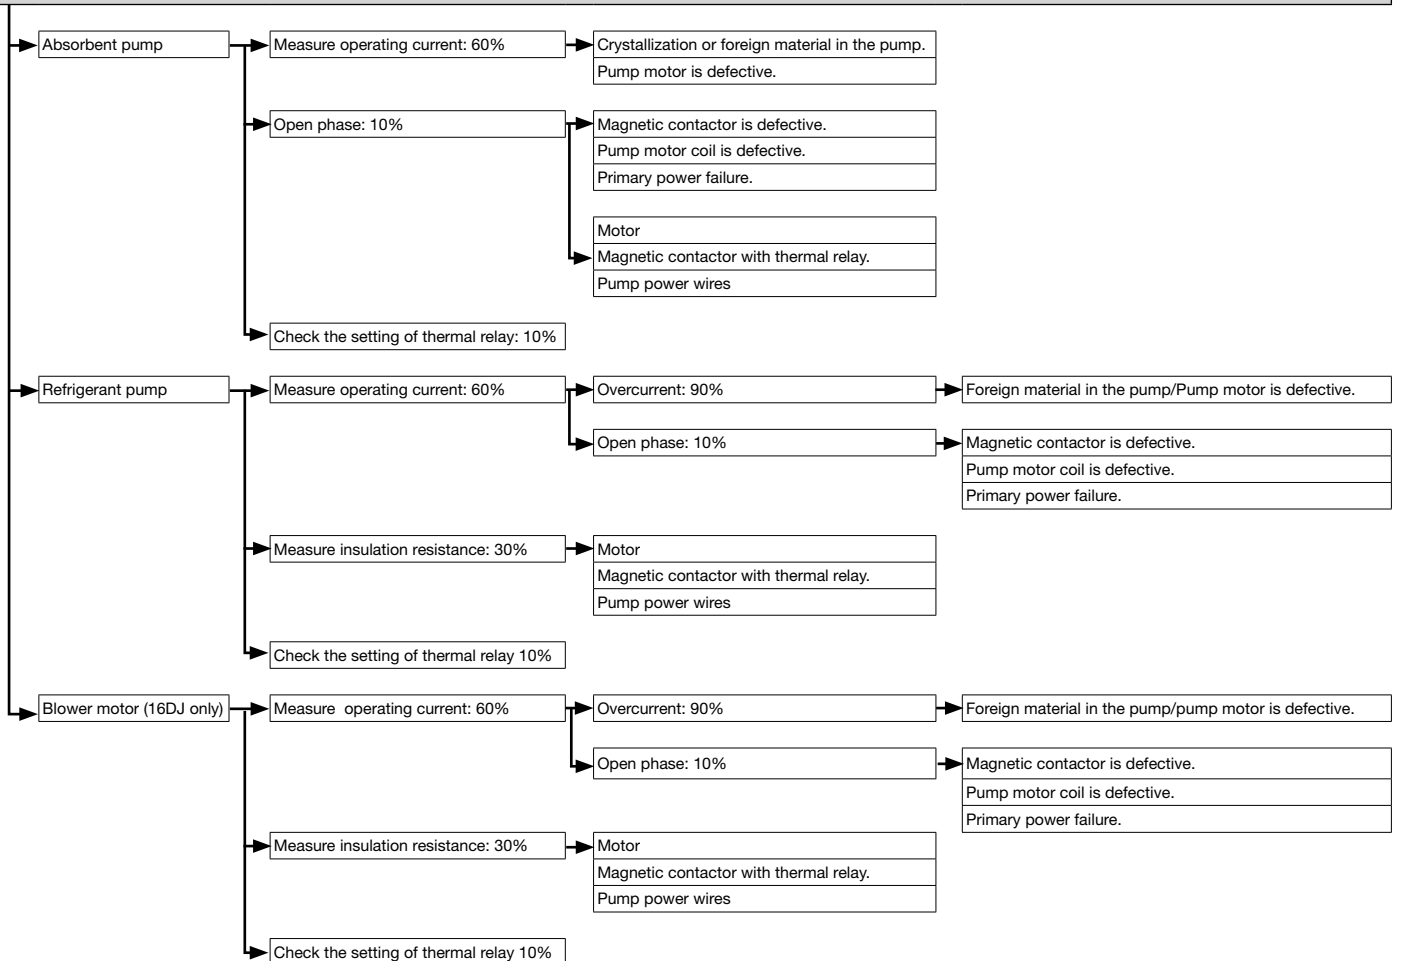 Absorbent pump
Measure operating current: 60%
Crystallization or foreign material in the pump.
Pump motor is defective.
Open phase: 10%
Magnetic contactor is defective.
Pump motor coil is defective.
Primary power failure.
Motor
Magnetic contactor with thermal relay.
Pump power wires
Check the setting of thermal relay: 10%
Refrigerant pump
Measure operating current: 60%
Overcurrent: 90%
Foreign material in the pump/Pump motor is defective.
Open phase: 10%
Magnetic contactor is defective.
Pump motor coil is defective.
Primary power failure.
Measure insulation resistance: 30%
Motor
Magnetic contactor with thermal relay.
Pump power wires
Check the setting of thermal relay 10%
Blower motor (16DJ only)
Measure  operating current: 60%
Overcurrent: 90%
Foreign material in the pump/pump motor is defective.
Open phase: 10%
Magnetic contactor is defective.
Pump motor coil is defective.
Primary power failure.
Measure insulation resistance: 30%
Motor
Magnetic contactor with thermal relay.
Pump power wires
Check the setting of thermal relay 10%